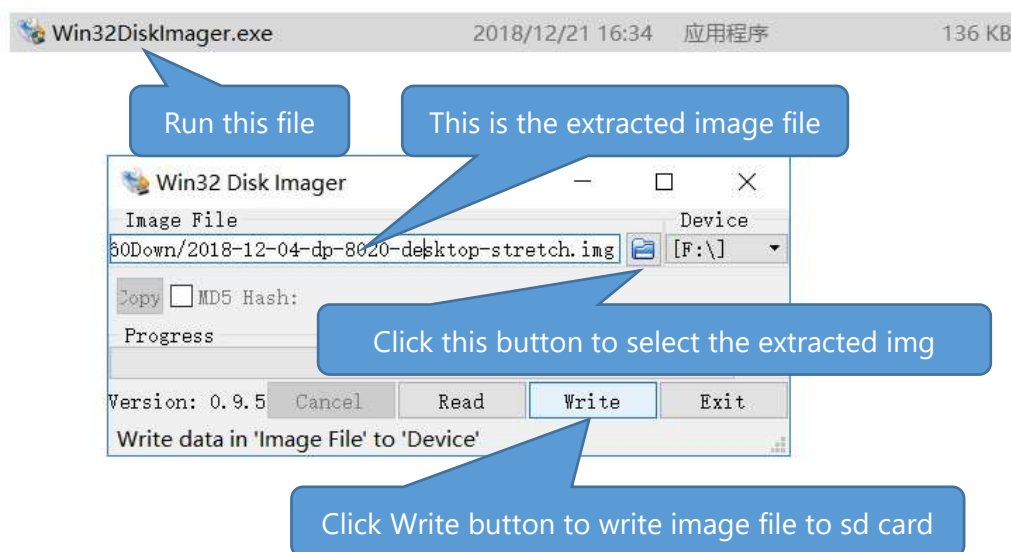 Win32DiskImager.exe 2018/12/21 16:34 应用程序 136 KB
Run this file
This is the extracted image file
Win32 Disk Imager
Image File Device
60Down/2018-12-04-dp-8020-desktop-stretch.img [F:\]
Copy MD5 Hash:
Click this button to select the extracted img
Progress
Version: 0.9.5 Cancel Read Write Exit
Write data in 'Image File' to 'Device'
Click Write button to write image file to sd card